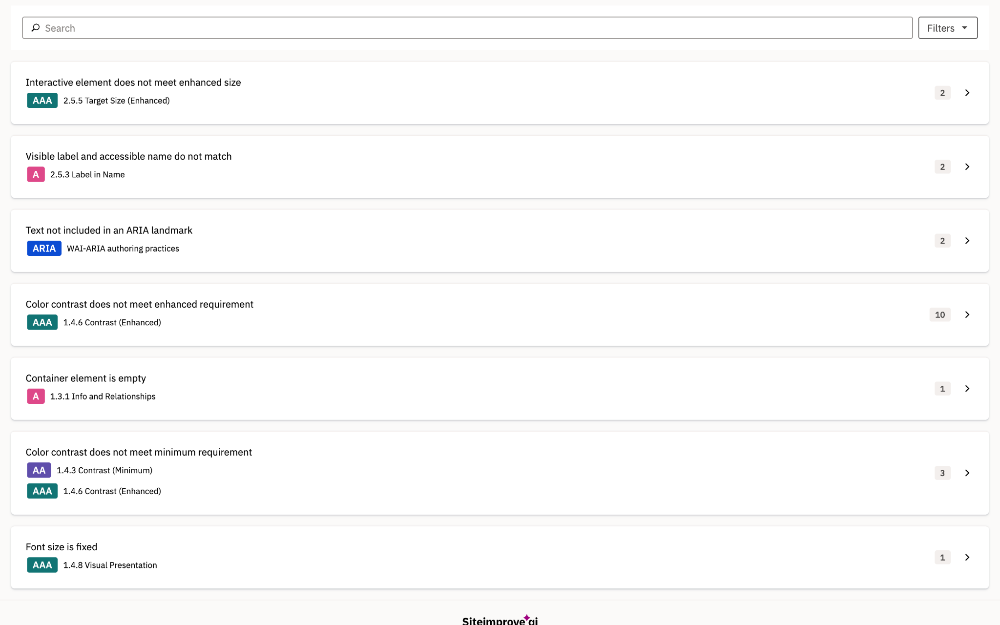 Search
Filters
Interactive element does not meet enhanced size
AAA 2.5.5 Target Size (Enhanced)
2
Visible label and accessible name do not match
A 2.5.3 Label in Name
2
Text not included in an ARIA landmark
ARIA WAI-ARIA authoring practices
2
Color contrast does not meet enhanced requirement
AAA 1.4.6 Contrast (Enhanced)
10
Container element is empty
A 1.3.1 Info and Relationships
1
Color contrast does not meet minimum requirement
AA 1.4.3 Contrast (Minimum)
AAA 1.4.6 Contrast (Enhanced)
3
Font size is fixed
AAA 1.4.8 Visual Presentation
1
Siteimprove ai